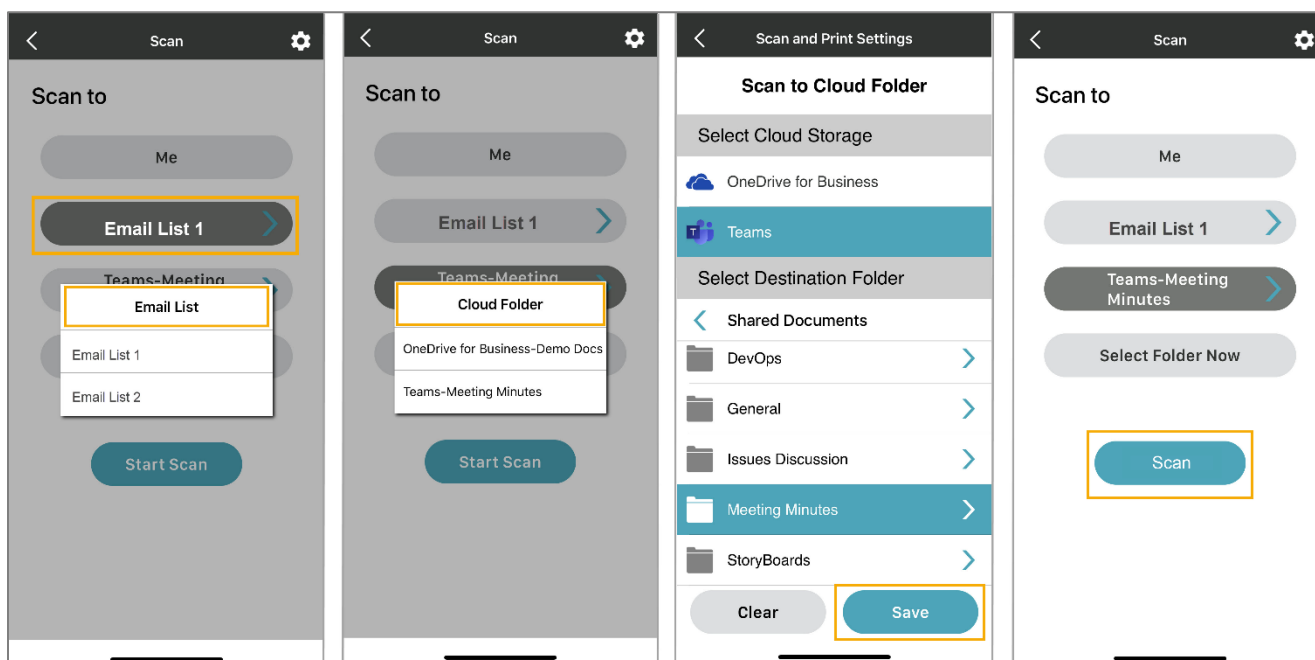 Scan
Scan to
Me
Email List 1
Teams-Meeting
Email List
Email List 1
Email List 2
Start Scan
Scan
Scan to
Me
Email List 1
Teams-Meeting
Cloud Folder
OneDrive for Business-Demo Docs
Teams-Meeting Minutes
Start Scan
Scan and Print Settings
Scan to Cloud Folder
Select Cloud Storage
OneDrive for Business
T
Teams
Select Destination Folder
Shared Documents
DevOps
General
Issues Discussion
Meeting Minutes
StoryBoards
Clear
Save
Scan
Scan to
Me
Email List 1
Teams-Meeting
Minutes
Select Folder Now
Scan